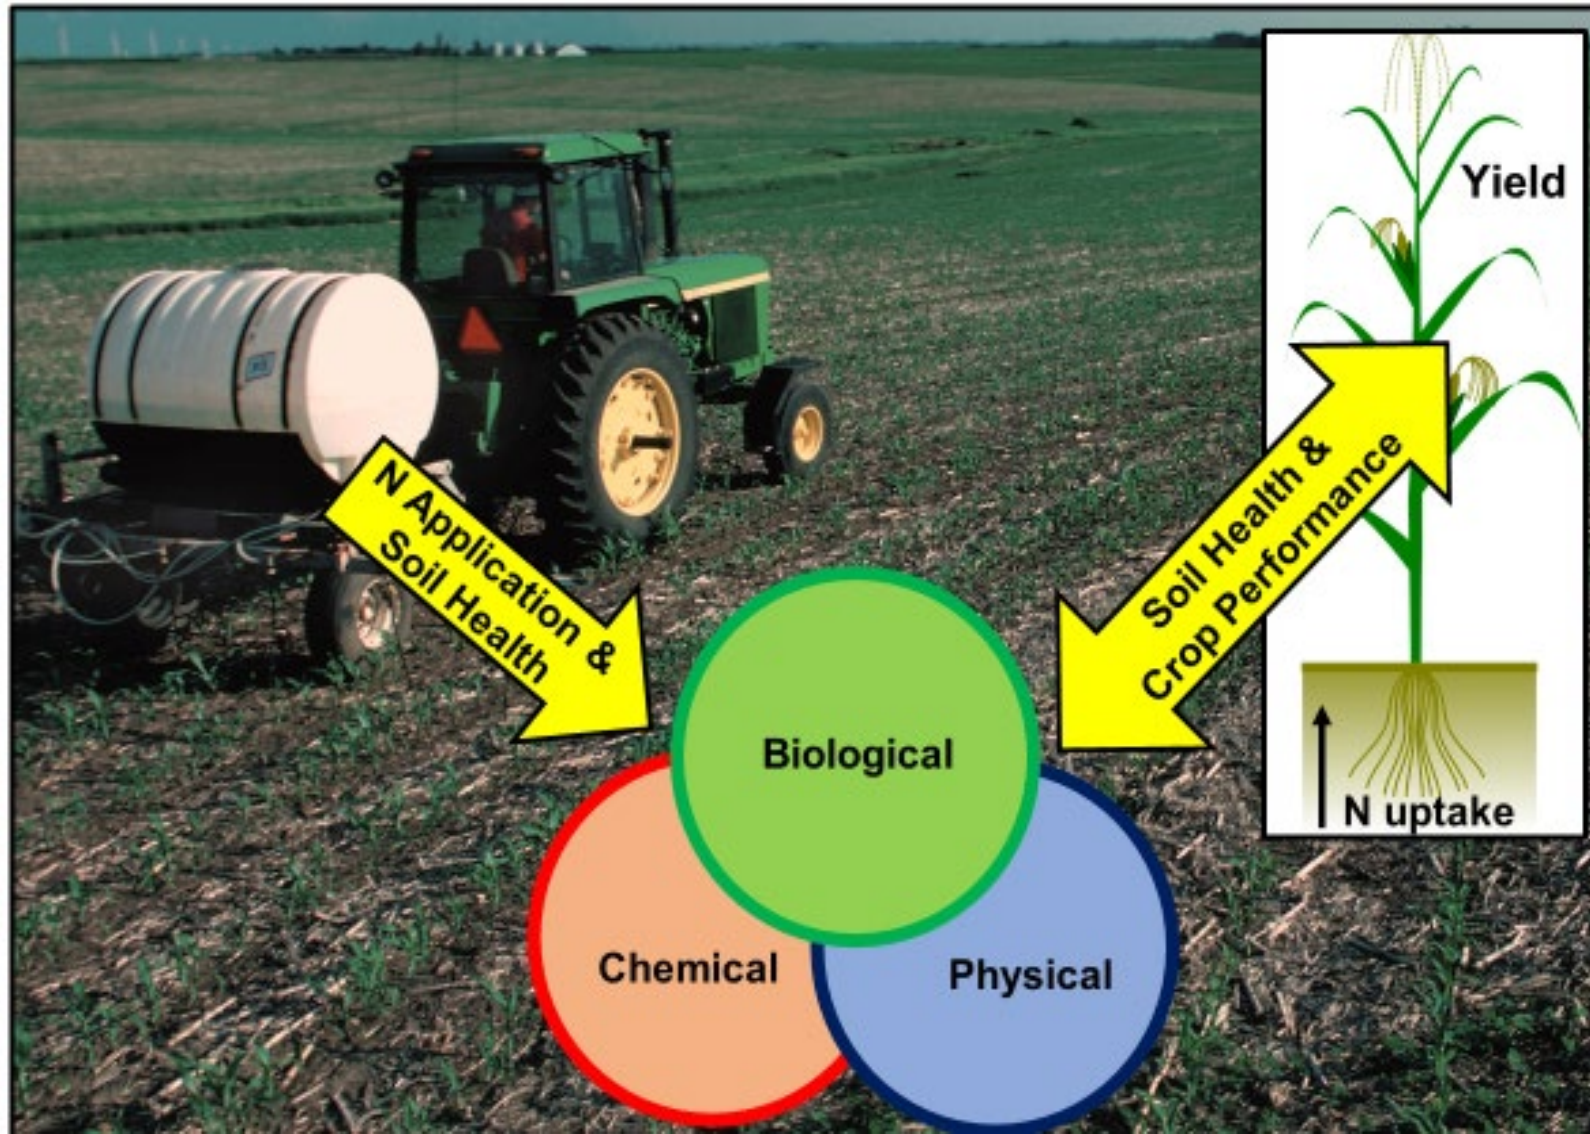 Yield
N Application &
Soil Health
Soil Health &
Crop Performance
Biological
N uptake
Chemical
Physical